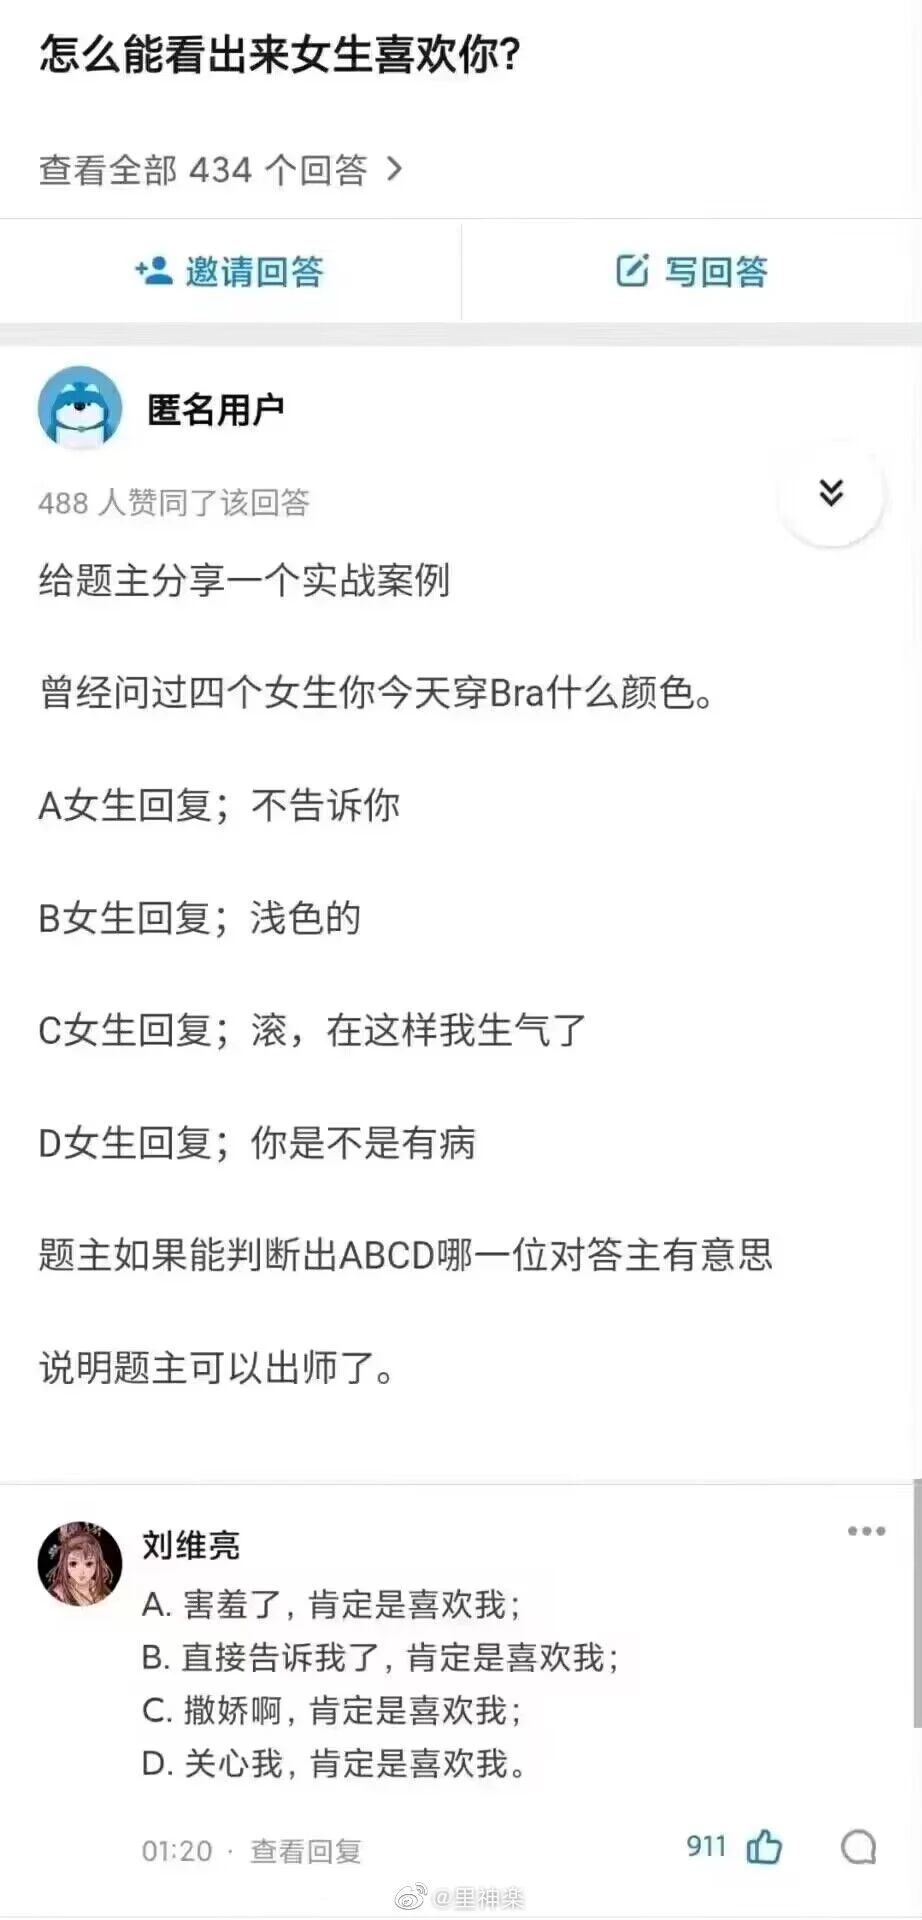 怎么能看出来女生喜欢你?
查看全部 434 个回答 >
邀请回答
写回答
匿名用户
488 人赞同了该回答
给题主分享一个实战案例
曾经问过四个女生你今天穿Bra什么颜色。
A女生回复；不告诉你
B女生回复；浅色的
C女生回复；滚，在这样我生气了
D女生回复；你是不是有病
题主如果能判断出ABCD哪一位对答主有意思
说明题主可以出师了。
刘维亮
A. 害羞了, 肯定是喜欢我;
B. 直接告诉我了, 肯定是喜欢我;
C. 撒娇啊, 肯定是喜欢我;
D. 关心我, 肯定是喜欢我。
01:20 · 查看回复
911
@里神楽